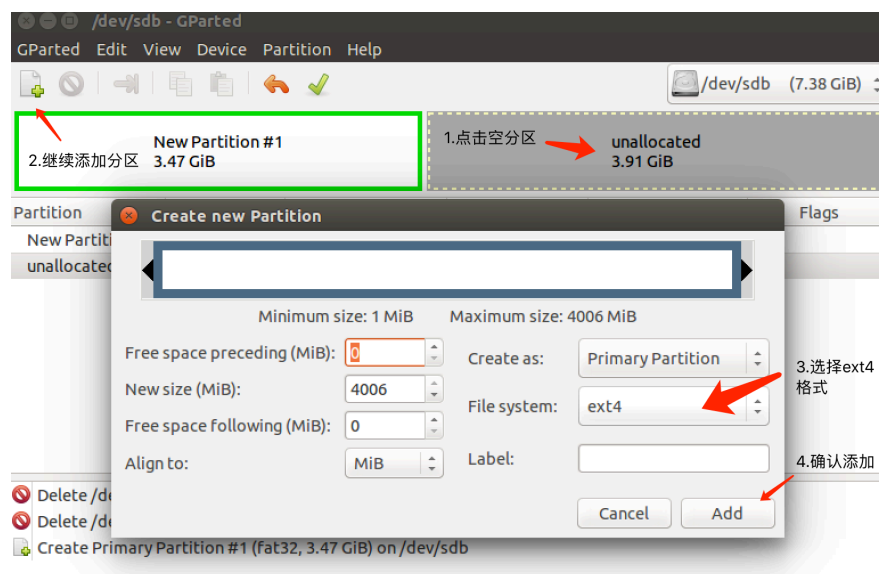 /dev/sdb - GParted
GParted Edit View Device Partition Help
/dev/sdb (7.38 GiB)
New Partition #1
3.47 GiB
2.继续添加分区
1.点击空分区
unallocated
3.91 GiB
Partition
Flags
New Partiti
unallocated
Create new Partition
Minimum size: 1 MiB
Maximum size: 4006 MiB
Free space preceding (MiB): 0
Create as: Primary Partition
New size (MiB): 4006
File system: ext4
Free space following (MiB): 0
Align to: MiB
Label:
3.选择ext4
格式
4.确认添加
Cancel
Add
Delete /de
Delete /de
Create Primary Partition #1 (fat32, 3.47 GiB) on /dev/sdb